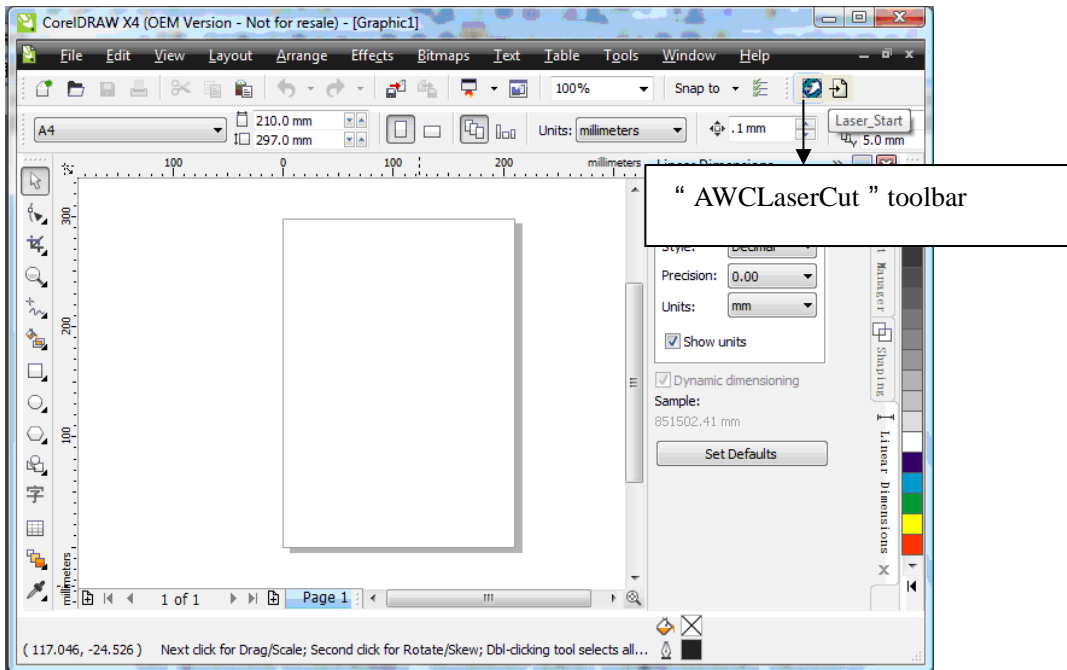 CorelDRAW X4 (OEM Version - Not for resale) - [Graphic1]
File Edit View Layout Arrange Effects Bitmaps Text Table Tools Window Help
100% Snap to
A4 210.0 mm 297.0 mm Units: millimeters .1 mm 5.0 mm
Laser_Start
100 0 100 200 millimeters
“ AWCLaserCut ” toolbar
300
200
100
millimeters
Precision: 0.00
Units: mm
Show units
Dynamic dimensioning
Sample:
851502.41 mm
Set Defaults
Manager
Shaping
Linear Dimensions
字
1 of 1 Page 1
( 117.046, -24.526 ) Next click for Drag/Scale; Second click for Rotate/Skew; Dbl-clicking tool selects all...